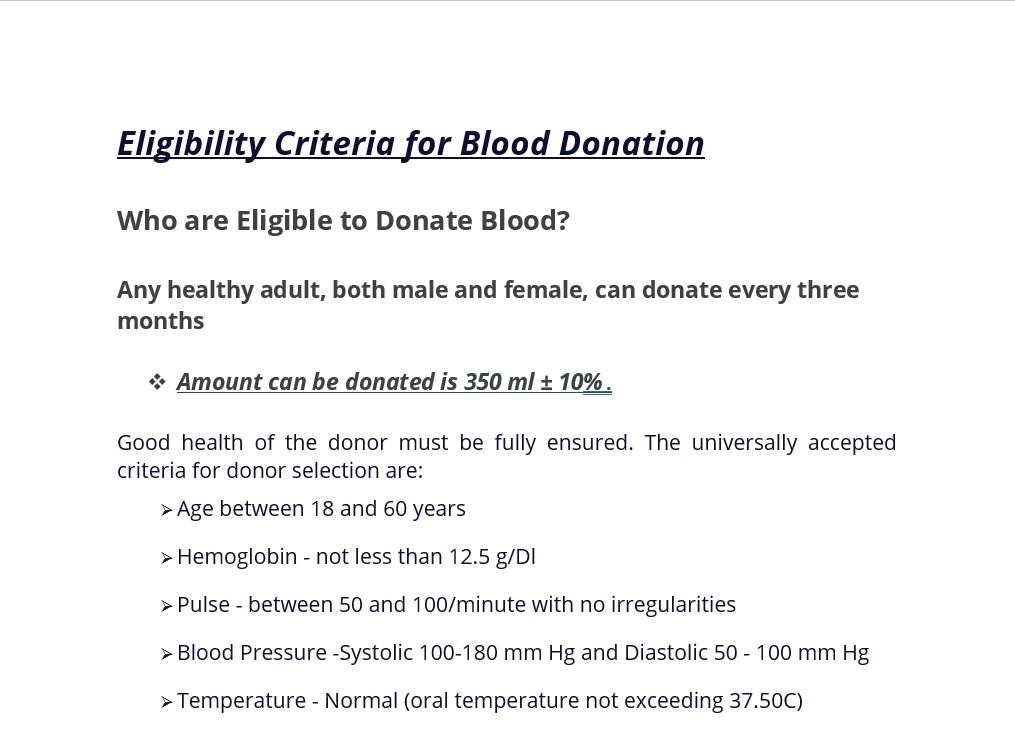 Eligibility Criteria for Blood Donation
Who are Eligible to Donate Blood?
Any healthy adult, both male and female, can donate every three
months
❖ Amount can be donated is 350 ml ± 10% .
Good health of the donor must be fully ensured. The universally accepted
criteria for donor selection are:
➢ Age between 18 and 60 years
➢ Hemoglobin - not less than 12.5 g/Dl
➢ Pulse - between 50 and 100/minute with no irregularities
➢ Blood Pressure -Systolic 100-180 mm Hg and Diastolic 50 - 100 mm Hg
➢ Temperature - Normal (oral temperature not exceeding 37.50C)